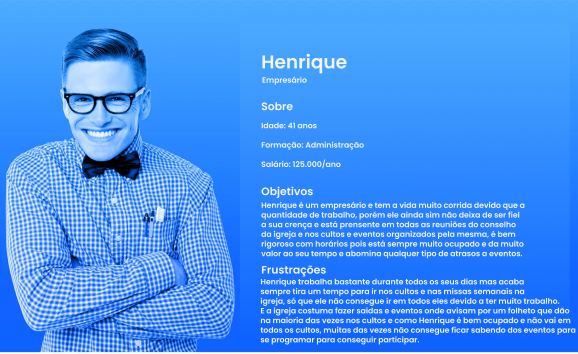 Henrique
Empresário
Sobre
Idade: 41 anos
Formação: Administração
Salário: 125.000/ano
Objetivos
Henrique é um empresário e tem a vida muito corrida devido que a
quantidade de trabalho, porém ele ainda sim não deixa de ser fiel
a sua crença e está prensente em todas as reuniões do conselho
da igreja e nos cultos e eventos organizados pela mesma, é bem
rigoroso com horários pois está sempre muito ocupado e da muito
valor ao seu tempo e abomina qualquer tipo de atrasos a eventos.
Frustrações
Henrique trabalha bastante durante todos os seus dias mas acaba
sempre tira um tempo para ir nos cultos e nas missas semanais na
igreja, só que ele não consegue ir em todos eles devido a ter muito trabalho.
E a igreja costuma fazer saídas e eventos onde avisam por um folheto que dão
na maioria das vezes nos cultos e como Henrique é bem ocupado e não vai em
todos os cultos, muitas das vezes não consegue ficar sabendo dos eventos para
se programar para conseguir participar.